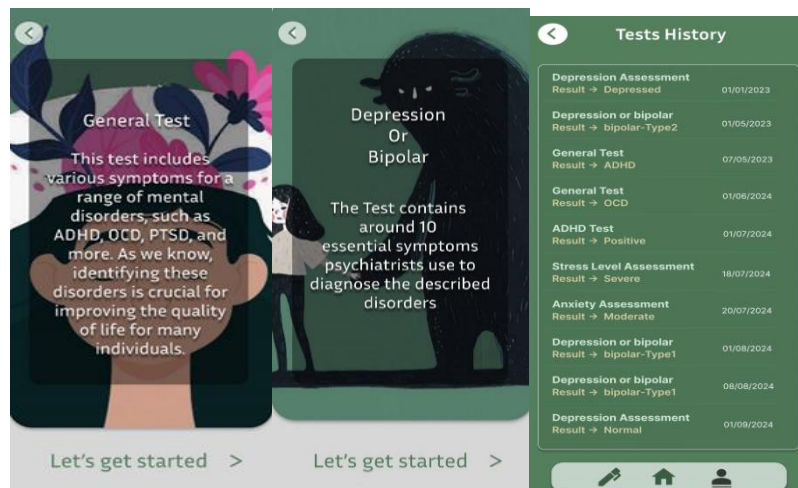 General Test
This test includes
various symptoms for a
range of mental
disorders, such as
ADHD, OCD, PTSD, and
more. As we know,
identifying these
disorders is crucial for
improving the quality
of life for many
individuals.
Let's get started >
Depression
Or
Bipolar
The Test contains
around 10
essential symptoms
psychiatrists use to
diagnose the described
disorders
Let's get started >
Tests History
Depression Assessment
Result → Depressed 01/01/2023
Depression or bipolar
Result → bipolar-Type2 01/05/2023
General Test
Result → ADHD 07/05/2023
General Test
Result → OCD 01/06/2024
ADHD Test
Result → Positive 01/07/2024
Stress Level Assessment
Result → Severe 18/07/2024
Anxiety Assessment
Result → Moderate 20/07/2024
Depression or bipolar
Result → bipolar-Type1 01/08/2024
Depression or bipolar
Result → bipolar-Type1 08/08/2024
Depression Assessment
Result → Normal 01/09/2024